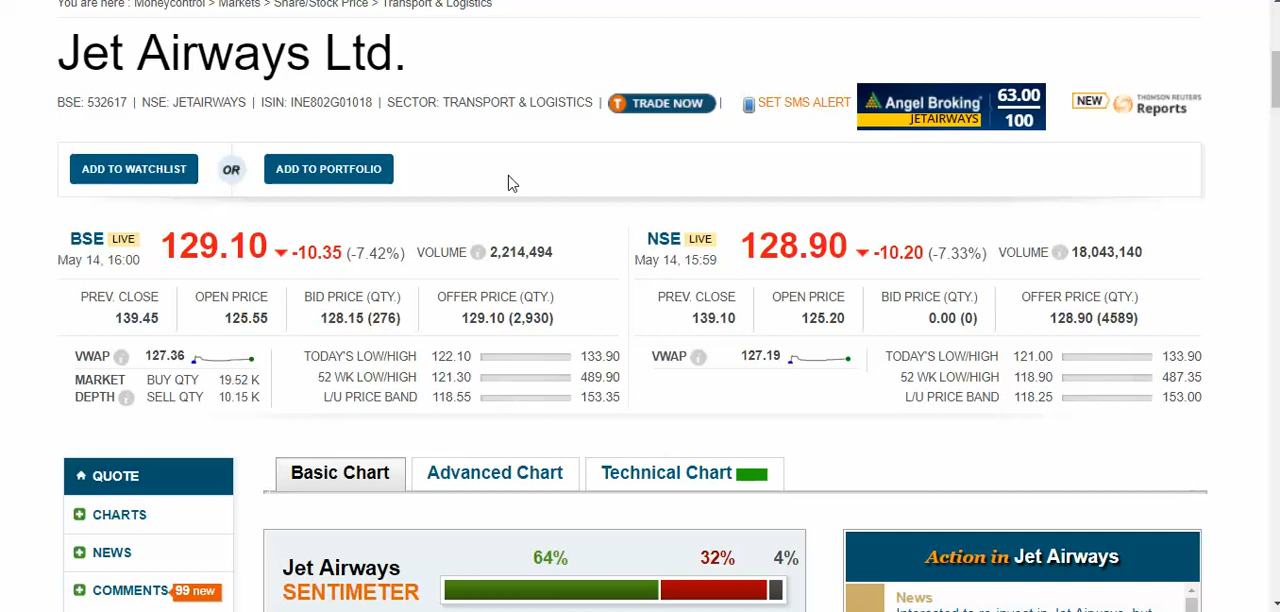 You are here : Moneycontrol > Markets > Share/Stock Price > Transport & Logistics
Jet Airways Ltd.
BSE: 532617 | NSE: JETAIRWAYS | ISIN: INE802G01018 | SECTOR: TRANSPORT & LOGISTICS | T TRADE NOW | SET SMS ALERT
Angel Broking 63.00
JETAIRWAYS 100
NEW THOMSON REUTERS
Reports
ADD TO WATCHLIST OR ADD TO PORTFOLIO
BSE LIVE 129.10 -10.35 (-7.42%) VOLUME 2,214,494
May 14, 16:00
PREV. CLOSE OPEN PRICE BID PRICE (QTY.) OFFER PRICE (QTY.)
139.45 125.55 128.15 (276) 129.10 (2,930)
VWAP 127.36 TODAY'S LOW/HIGH 122.10 133.90
MARKET BUY QTY 19.52 K 52 WK LOW/HIGH 121.30 489.90
DEPTH SELL QTY 10.15 K L/U PRICE BAND 118.55 153.35
NSE LIVE 128.90 -10.20 (-7.33%) VOLUME 18,043,140
May 14, 15:59
PREV. CLOSE OPEN PRICE BID PRICE (QTY.) OFFER PRICE (QTY.)
139.10 125.20 0.00 (0) 128.90 (4589)
VWAP 127.19 TODAY'S LOW/HIGH 121.00 133.90
52 WK LOW/HIGH 118.90 487.35
L/U PRICE BAND 118.25 153.00
QUOTE
CHARTS
NEWS
COMMENTS 99 new
Basic Chart Advanced Chart Technical Chart
Jet Airways
SENTIMETER
64% 32% 4%
Action in Jet Airways
News
Interested to re-invest in Jet Airways, but